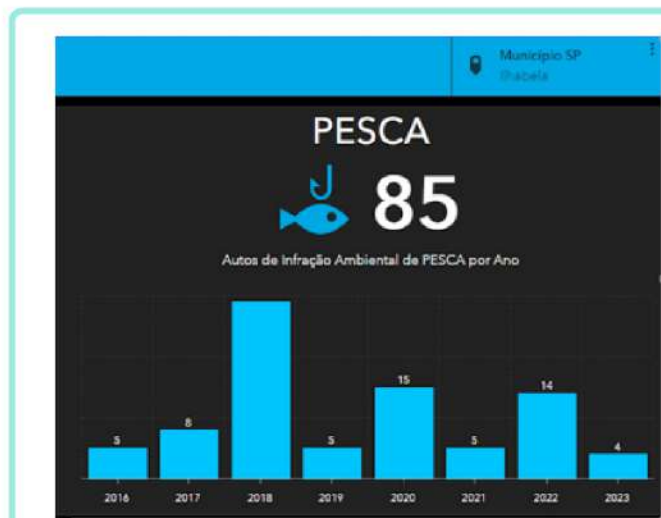 Município SP
Ilhabela
PESCA
85
Autos de Infração Ambiental de PESCA por Ano
5
8
5
15
5
14
4
2016 2017 2018 2019 2020 2021 2022 2023